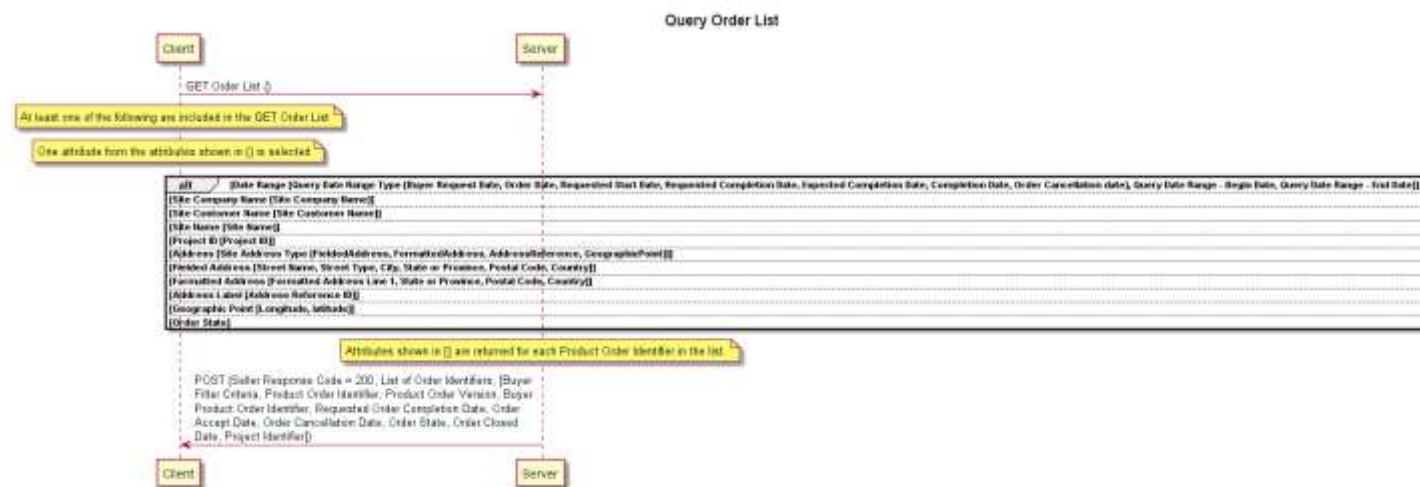 Query Order List
Client
Server
GET Order List {}
At least one of the following are included in the GET Order List
One attribute from the attributes shown in {} is selected
alt [Date Range [Query Date Range Type (Buyer Request Date, Order Date, Requested Start Date, Requested Completion Date, Expected Completion Date, Completion Date, Order Cancellation date), Query Date Range - Begin Date, Query Date Range - End Date]]
[Site Company Name [Site Company Name]]
[Site Customer Name [Site Customer Name]]
[Site Name [Site Name]]
[Project ID [Project ID]]
[Address [Site Address Type (FieldedAddress, FormattedAddress, AddressReference, GeographicPoint)]]
[Fielded Address [Street Name, Street Type, City, State or Province, Postal Code, Country]]
[Formatted Address [Formatted Address Line 1, State or Province, Postal Code, Country]]
[Address Label [Address Reference ID]]
[Geographic Point [Longitude, latitude]]
[Order State]
Attributes shown in [] are returned for each Product Order Identifier in the list.
POST [Seller Response Code = 200, List of Order Identifiers, [Buyer
Filter Criteria, Product Order Identifier, Product Order Version, Buyer
Product Order Identifier, Requested Order Completion Date, Order
Accept Date, Order Cancellation Date, Order State, Order Closed
Date, Project Identifier])
Client
Server